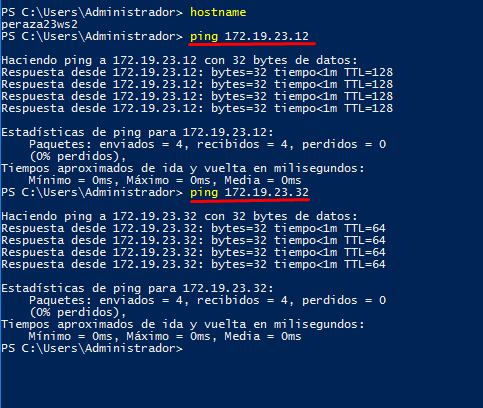 PS C:\Users\Administrador> hostname
peraza23ws2
PS C:\Users\Administrador> ping 172.19.23.12
Haciendo ping a 172.19.23.12 con 32 bytes de datos:
Respuesta desde 172.19.23.12: bytes=32 tiempo<1m TTL=128
Respuesta desde 172.19.23.12: bytes=32 tiempo<1m TTL=128
Respuesta desde 172.19.23.12: bytes=32 tiempo<1m TTL=128
Respuesta desde 172.19.23.12: bytes=32 tiempo<1m TTL=128
Estadísticas de ping para 172.19.23.12:
Paquetes: enviados = 4, recibidos = 4, perdidos = 0
(0% perdidos),
Tiempos aproximados de ida y vuelta en milisegundos:
Mínimo = 0ms, Máximo = 0ms, Media = 0ms
PS C:\Users\Administrador> ping 172.19.23.32
Haciendo ping a 172.19.23.32 con 32 bytes de datos:
Respuesta desde 172.19.23.32: bytes=32 tiempo<1m TTL=64
Respuesta desde 172.19.23.32: bytes=32 tiempo<1m TTL=64
Respuesta desde 172.19.23.32: bytes=32 tiempo<1m TTL=64
Respuesta desde 172.19.23.32: bytes=32 tiempo<1m TTL=64
Estadísticas de ping para 172.19.23.32:
Paquetes: enviados = 4, recibidos = 4, perdidos = 0
(0% perdidos),
Tiempos aproximados de ida y vuelta en milisegundos:
Mínimo = 0ms, Máximo = 0ms, Media = 0ms
PS C:\Users\Administrador>